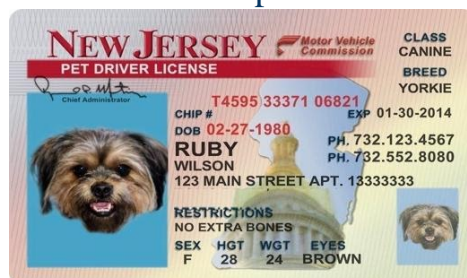 NEW JERSEY
Motor Vehicle Commission
CLASS
CANINE
PET DRIVER LICENSE
BREED
YORKIE
Chief Administrator
T4595 33371 06821
CHIP #
EXP 01-30-2014
DOB 02-27-1980
PH. 732.123.4567
RUBY
PH. 732.552.8080
WILSON
123 MAIN STREET APT. 13333333
RESTRICTIONS
NO EXTRA BONES
SEX HGT WGT EYES
F 28 24 BROWN